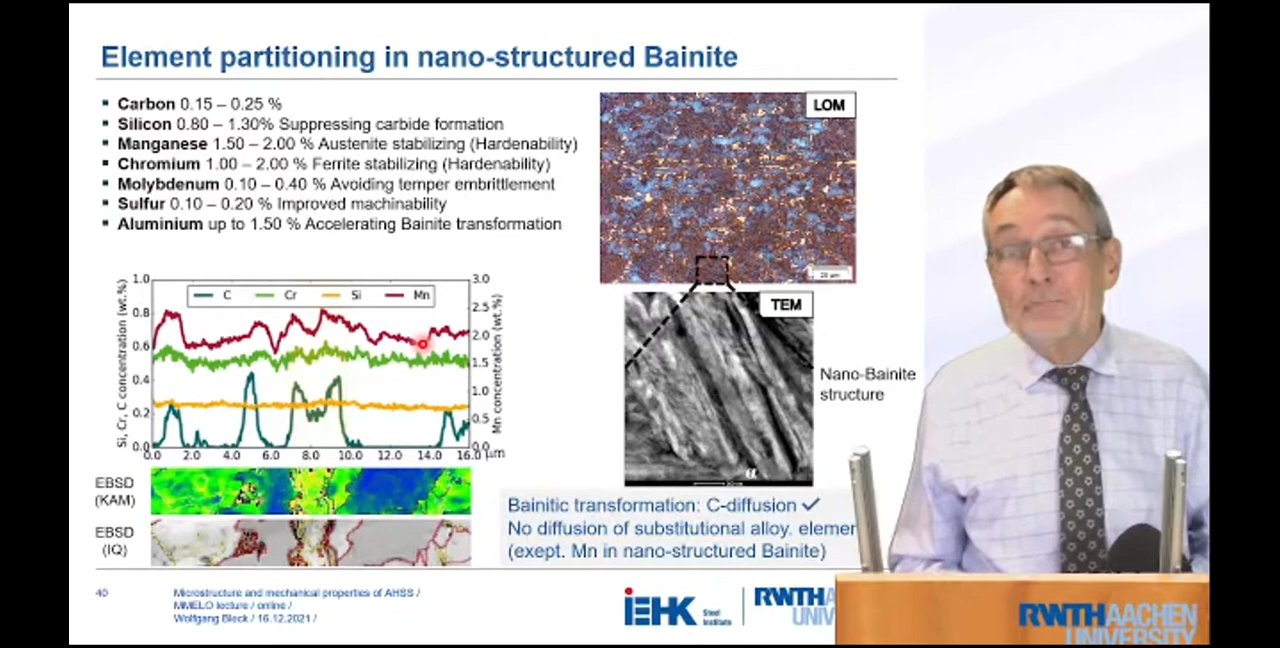 Element partitioning in nano-structured Bainite
Carbon 0.15 – 0.25 %
Silicon 0.80 – 1.30% Suppressing carbide formation
Manganese 1.50 – 2.00 % Austenite stabilizing (Hardenability)
Chromium 1.00 – 2.00 % Ferrite stabilizing (Hardenability)
Molybdenum 0.10 – 0.40 % Avoiding temper embrittlement
Sulfur 0.10 – 0.20 % Improved machinability
Aluminium up to 1.50 % Accelerating Bainite transformation
LOM
20 µm
TEM
Nano-Bainite
structure
C Cr Si Mn
Si, Cr, C concentration (wt.%)
1.0
0.8
0.6
0.4
0.2
0.0
3.0
2.5
2.0
1.5
1.0
0.5
0.0
Mn concentration (wt.%)
0.0 2.0 4.0 6.0 8.0 10.0 12.0 14.0 16.0 µm
EBSD
(KAM)
EBSD
(IQ)
Bainitic transformation: C-diffusion ✓
No diffusion of substitutional alloy. elemer
(exept. Mn in nano-structured Bainite)
40
Microstructure and mechanical properties of AHSS /
MMELO lecture / online /
Wolfgang Bleck / 16.12.2021 /
iEHK
Steel
Institute
RWTHA
UNIV
RWTHAACHEN
UNIVERSITY